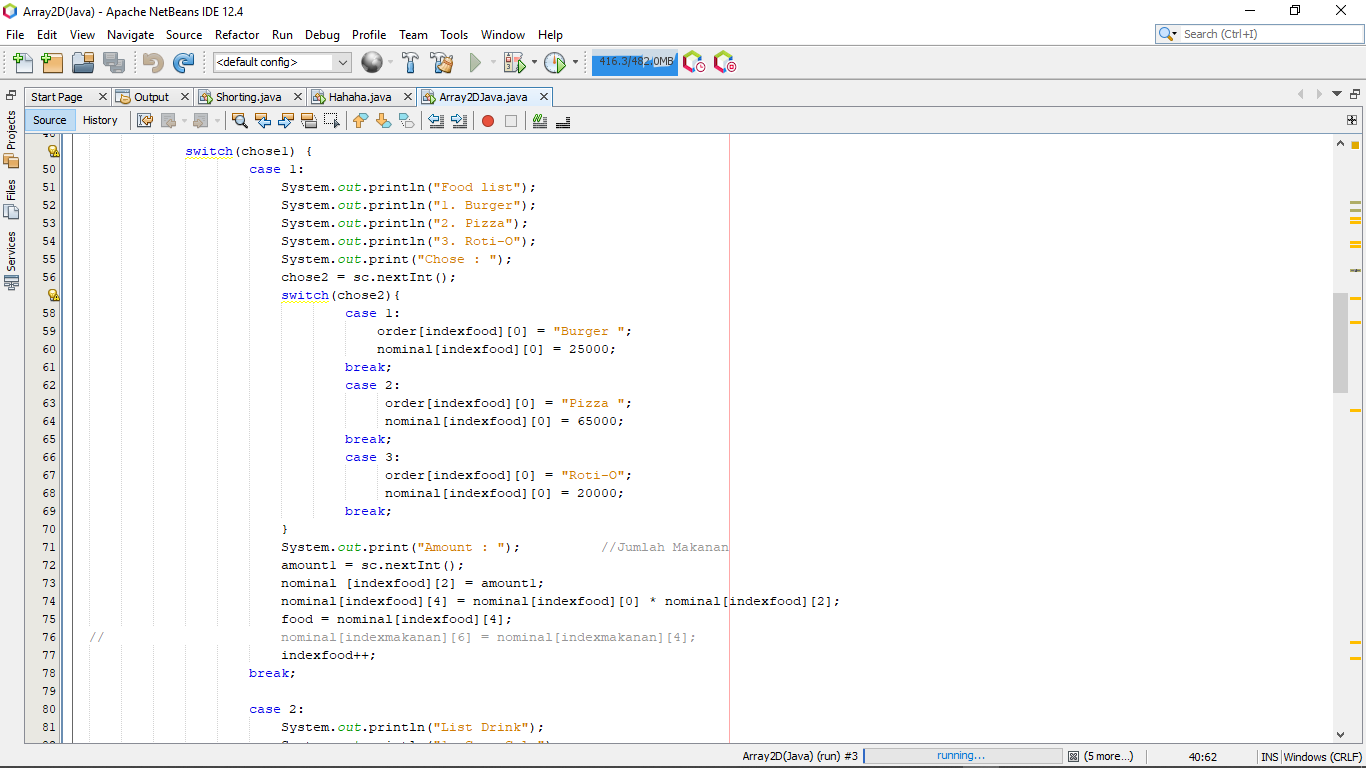 Array2D(Java) - Apache NetBeans IDE 12.4
File Edit View Navigate Source Refactor Run Debug Profile Team Tools Window Help
Search (Ctrl+I)
<default config>
416.3/482.0MB
Start Page Output Shorting.java Hahaha.java Array2DJava.java
Source History
Projects
Files
Services
switch(chose1) {
50 case 1:
51 System.out.println("Food list");
52 System.out.println("1. Burger");
53 System.out.println("2. Pizza");
54 System.out.println("3. Roti-O");
55 System.out.print("Chose : ");
56 chose2 = sc.nextInt();
switch(chose2){
58 case 1:
59 order[indexfood][0] = "Burger ";
60 nominal[indexfood][0] = 25000;
61 break;
62 case 2:
63 order[indexfood][0] = "Pizza ";
64 nominal[indexfood][0] = 65000;
65 break;
66 case 3:
67 order[indexfood][0] = "Roti-O";
68 nominal[indexfood][0] = 20000;
69 break;
70 }
71 System.out.print("Amount : "); //Jumlah Makanan
72 amount1 = sc.nextInt();
73 nominal [indexfood][2] = amount1;
74 nominal[indexfood][4] = nominal[indexfood][0] * nominal[indexfood][2];
75 food = nominal[indexfood][4];
76 // nominal[indexmakanan][6] = nominal[indexmakanan][4];
77 indexfood++;
78 break;
79
80 case 2:
81 System.out.println("List Drink");
Array2D(Java) (run) #3 running... (5 more...) 40:62 INS Windows (CRLF)